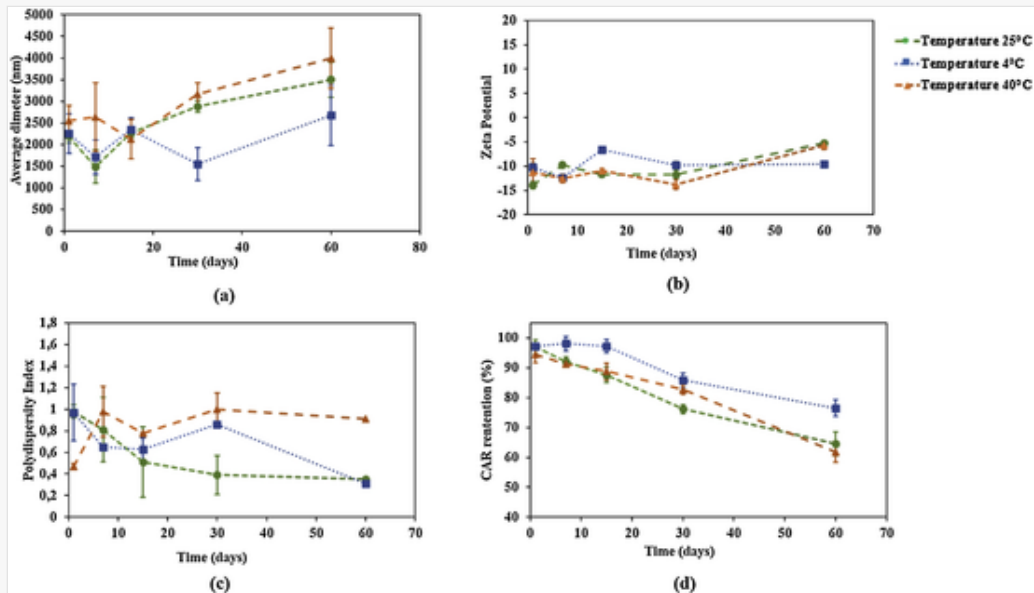 5000
4500
4000
3500
3000
2500
2000
1500
1000
500
0
Average dimeter (nm)
0 20 40 60 80
Time (days)
(a)
20
15
10
5
0
-5
-10
-15
-20
Zeta Potential
0 10 20 30 40 50 60 70
Time (days)
(b)
Temperature 25⁰C
Temperature 4⁰C
Temperature 40⁰C
1,8
1,6
1,4
1,2
1
0,8
0,6
0,4
0,2
0
Polydispersity Index
0 10 20 30 40 50 60 70
Time (days)
(c)
100
90
80
70
60
50
40
CAR rentention (%)
0 10 20 30 40 50 60 70
Time (days)
(d)